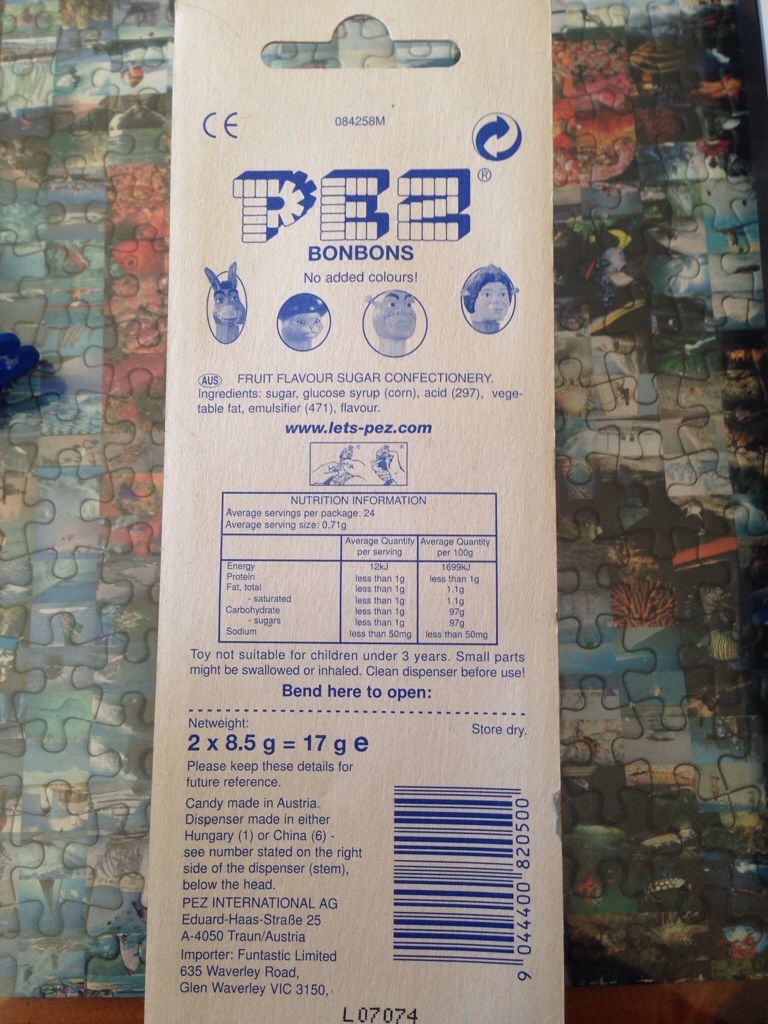 CE 084258M
PEZ®
BONBONS
No added colours!
AUS FRUIT FLAVOUR SUGAR CONFECTIONERY.
Ingredients: sugar, glucose syrup (corn), acid (297), vege-
table fat, emulsifier (471), flavour.
www.lets-pez.com
NUTRITION INFORMATION
Average servings per package: 24
Average serving size: 0.71g
Average Quantity per serving Average Quantity per 100g
Energy 12kJ 1699kJ
Protein less than 1g less than 1g
Fat, total less than 1g 1.1g
- saturated less than 1g 1.1g
Carbohydrate less than 1g 97g
- sugars less than 1g 97g
Sodium less than 50mg less than 50mg
Toy not suitable for children under 3 years. Small parts
might be swallowed or inhaled. Clean dispenser before use!
Bend here to open:
Netweight:
2 x 8.5 g = 17 g e
Store dry.
Please keep these details for
future reference.
Candy made in Austria.
Dispenser made in either
Hungary (1) or China (6) -
see number stated on the right
side of the dispenser (stem),
below the head.
PEZ INTERNATIONAL AG
Eduard-Haas-Straße 25
A-4050 Traun/Austria
Importer: Funtastic Limited
635 Waverley Road,
Glen Waverley VIC 3150,
9 044400 820500
L07074